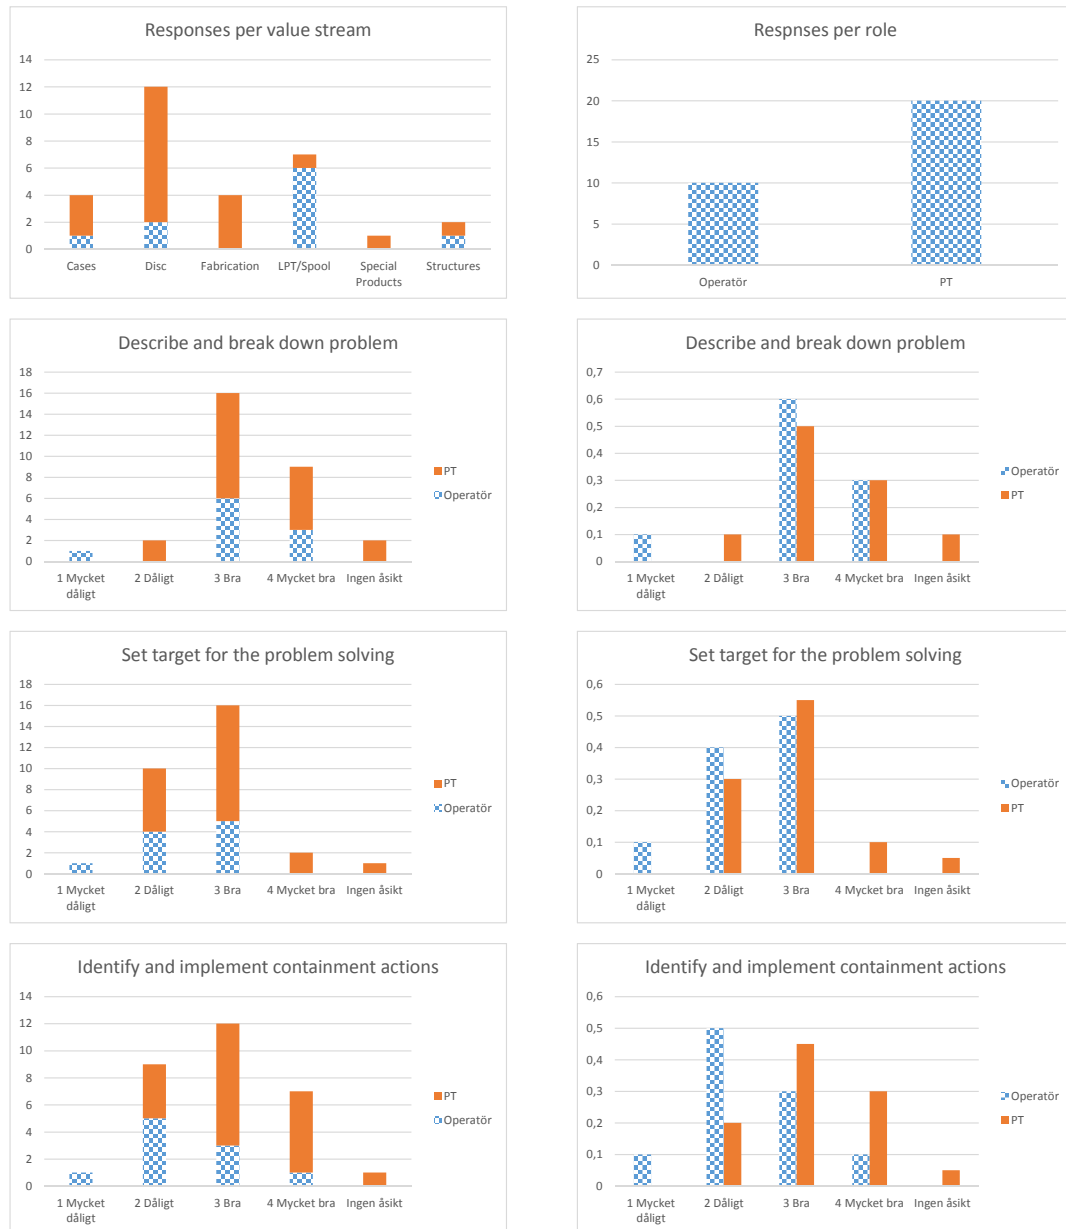 Responses per value stream
14
12
10
8
6
4
2
0
Cases Disc Fabrication LPT/Spool Special Products Structures
Respnses per role
25
20
15
10
5
0
Operatör PT
Describe and break down problem
18
16
14
12
10
8
6
4
2
0
1 Mycket dåligt 2 Dåligt 3 Bra 4 Mycket bra Ingen åsikt
PT
Operatör
Describe and break down problem
0,7
0,6
0,5
0,4
0,3
0,2
0,1
0
1 Mycket dåligt 2 Dåligt 3 Bra 4 Mycket bra Ingen åsikt
Operatör
PT
Set target for the problem solving
18
16
14
12
10
8
6
4
2
0
1 Mycket dåligt 2 Dåligt 3 Bra 4 Mycket bra Ingen åsikt
PT
Operatör
Set target for the problem solving
0,6
0,5
0,4
0,3
0,2
0,1
0
1 Mycket dåligt 2 Dåligt 3 Bra 4 Mycket bra Ingen åsikt
Operatör
PT
Identify and implement containment actions
14
12
10
8
6
4
2
0
1 Mycket dåligt 2 Dåligt 3 Bra 4 Mycket bra Ingen åsikt
PT
Operatör
Identify and implement containment actions
0,6
0,5
0,4
0,3
0,2
0,1
0
1 Mycket dåligt 2 Dåligt 3 Bra 4 Mycket bra Ingen åsikt
Operatör
PT